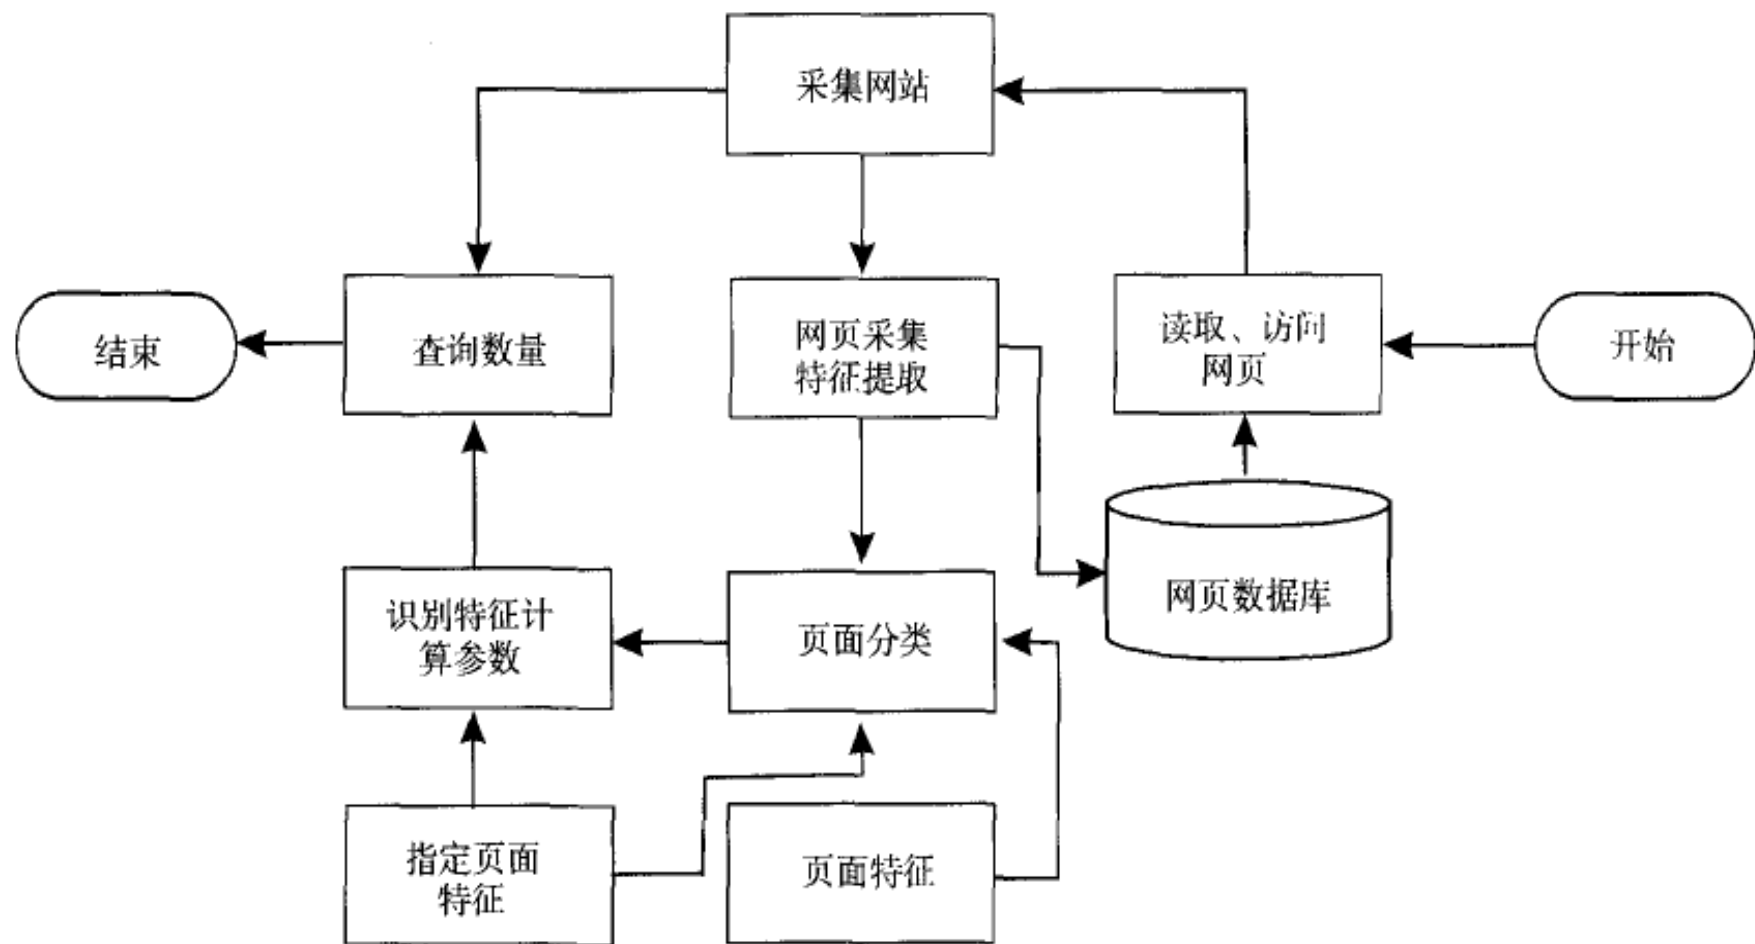 采集网站
结束
查询数量
网页采集
特征提取
读取、访问
网页
开始
识别特征计
算参数
页面分类
网页数据库
指定页面
特征
页面特征